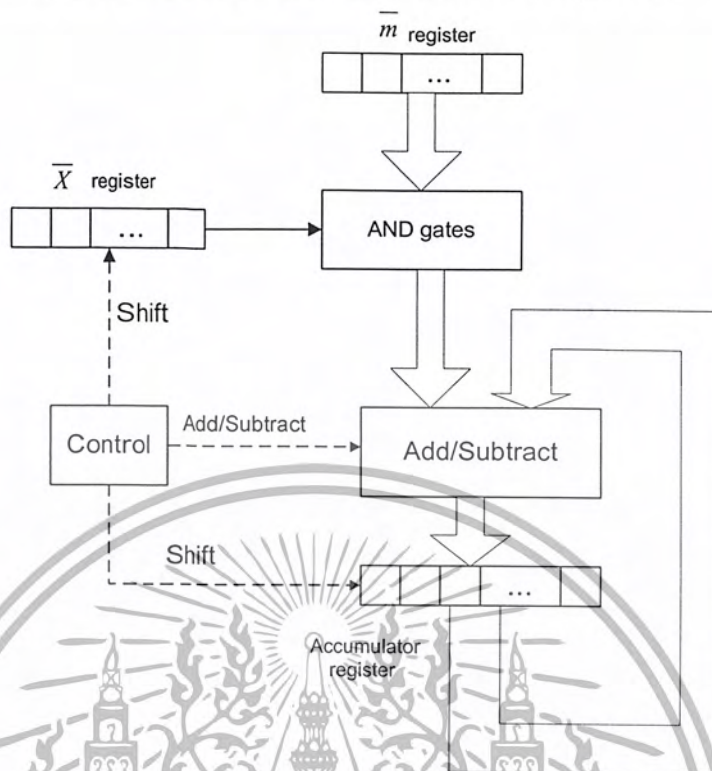 m̅ register
...
X̅ register
...
AND gates
Shift
Control
Add/Subtract
Add/Subtract
Shift
...
Accumulator
register